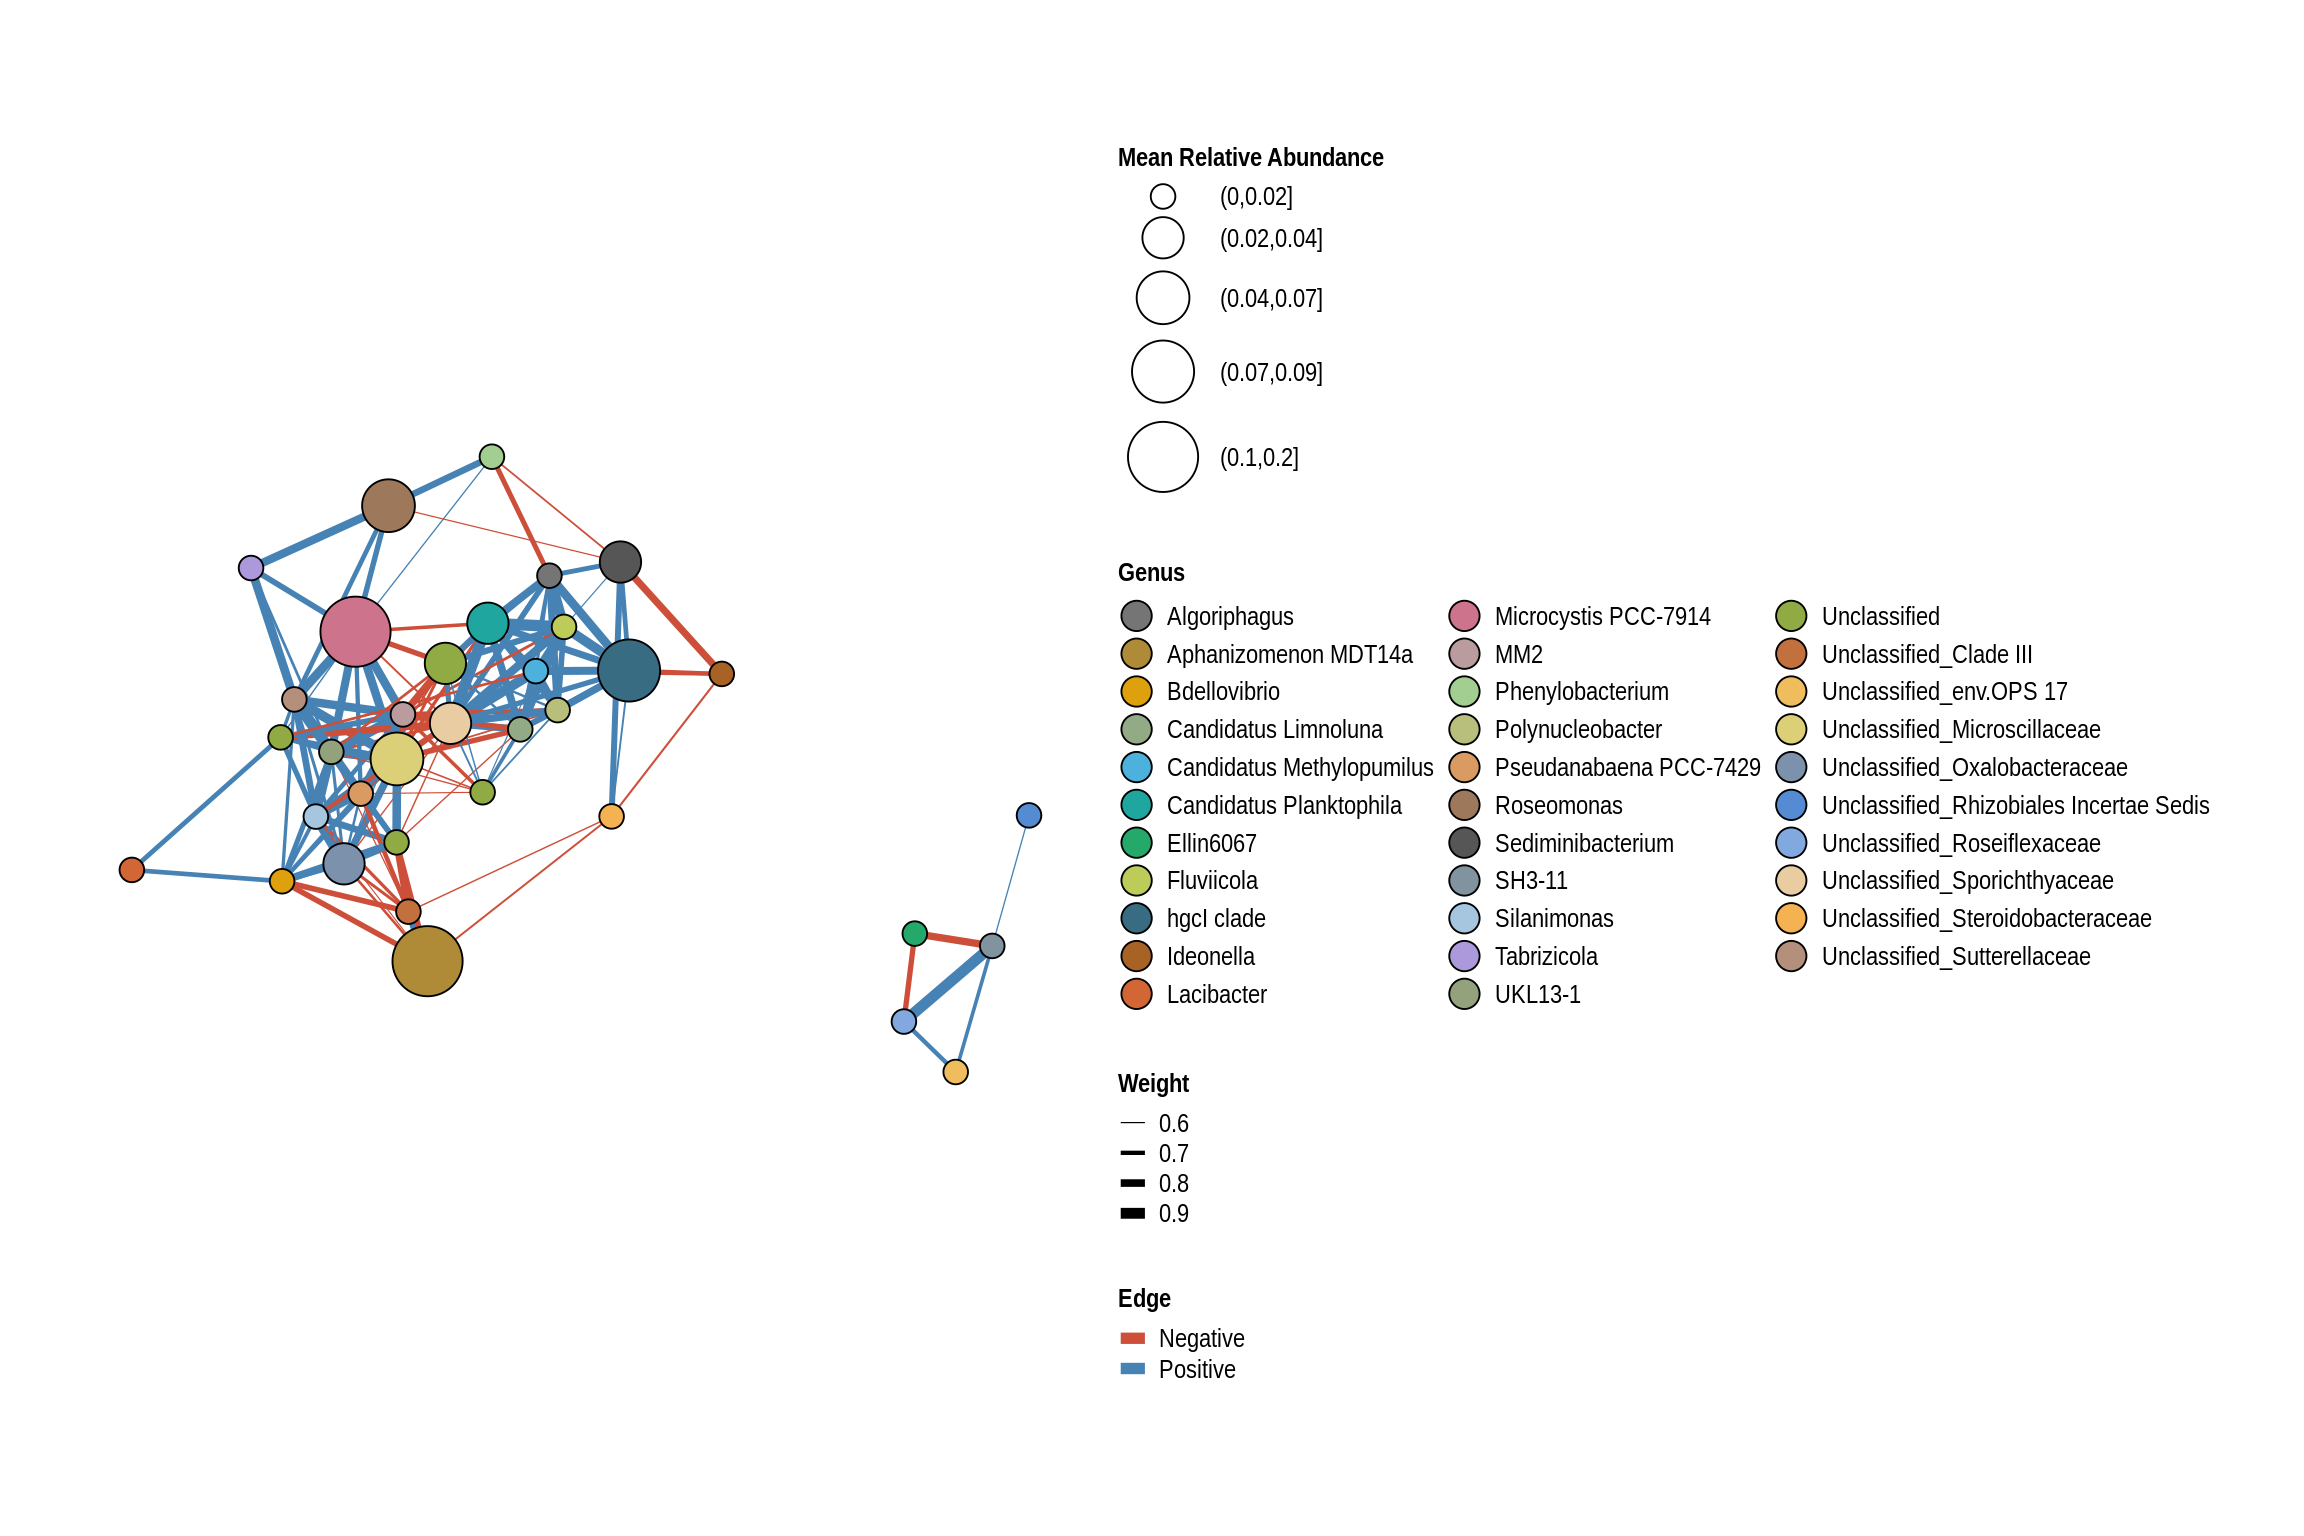 Mean Relative Abundance
(0,0.02]
(0.02,0.04]
(0.04,0.07]
(0.07,0.09]
(0.1,0.2]
Genus
Algoriphagus
Aphanizomenon MDT14a
Bdellovibrio
Candidatus Limnoluna
Candidatus Methylopumilus
Candidatus Planktophila
Ellin6067
Fluviicola
hgcI clade
Ideonella
Lacibacter
Microcystis PCC-7914
MM2
Phenylobacterium
Polynucleobacter
Pseudanabaena PCC-7429
Roseomonas
Sediminibacterium
SH3-11
Silanimonas
Tabrizicola
UKL13-1
Unclassified
Unclassified_Clade III
Unclassified_env.OPS 17
Unclassified_Microscillaceae
Unclassified_Oxalobacteraceae
Unclassified_Rhizobiales Incertae Sedis
Unclassified_Roseiflexaceae
Unclassified_Sporichthyaceae
Unclassified_Steroidobacteraceae
Unclassified_Sutterellaceae
Weight
0.6
0.7
0.8
0.9
Edge
Negative
Positive